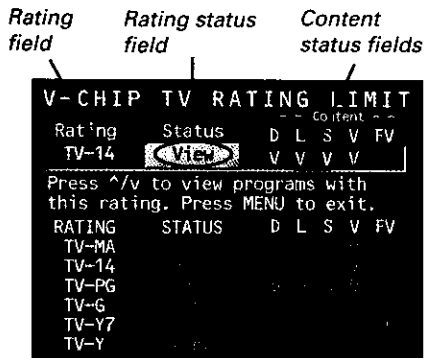 Rating field
Rating status field
Content status fields
V-CHIP TV RATING LIMIT
- - Content - -
Rating Status D L S V FV
TV-14 View V V V V
Press ^/v to view programs with
this rating. Press MENU to exit.
RATING STATUS D L S V FV
TV-MA
TV-14
TV-PG
TV-G
TV-Y7
TV-Y